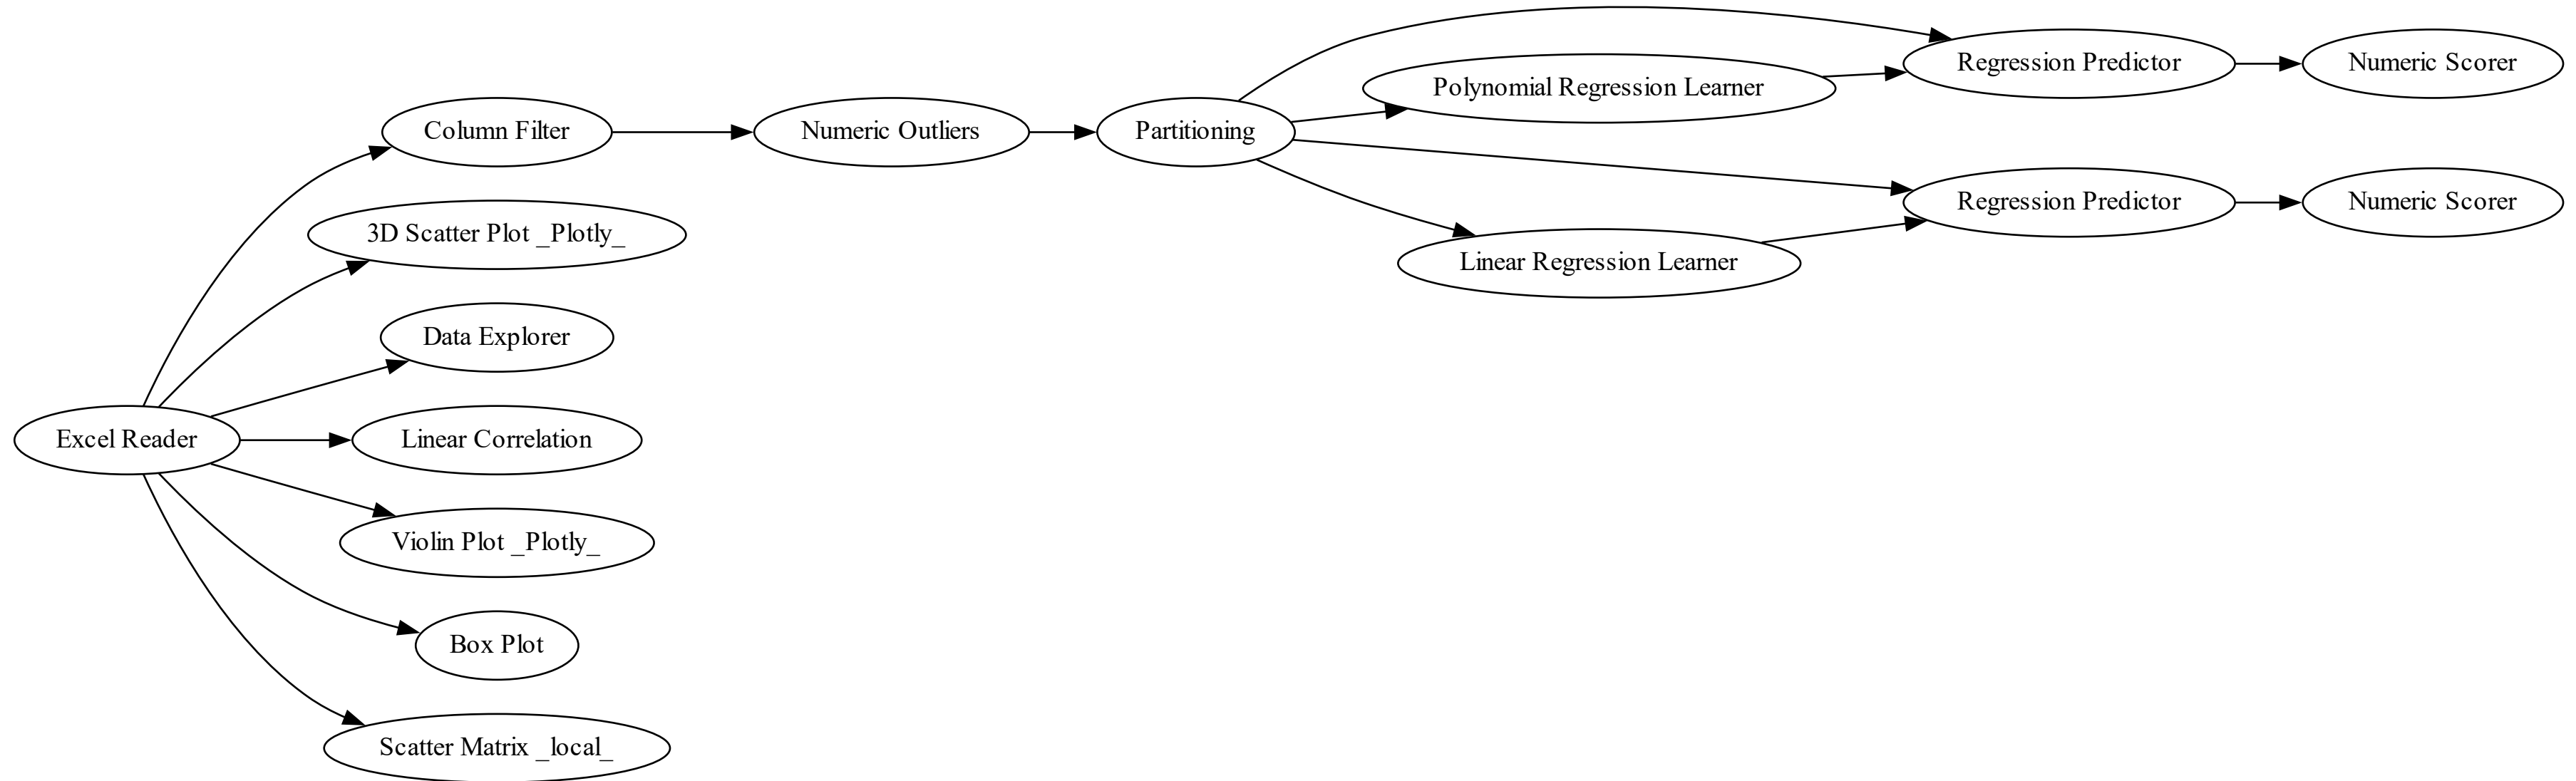 Excel Reader
Column Filter
3D Scatter Plot _Plotly_
Data Explorer
Linear Correlation
Violin Plot _Plotly_
Box Plot
Scatter Matrix _local_
Numeric Outliers
Partitioning
Polynomial Regression Learner
Linear Regression Learner
Regression Predictor
Numeric Scorer
Regression Predictor
Numeric Scorer